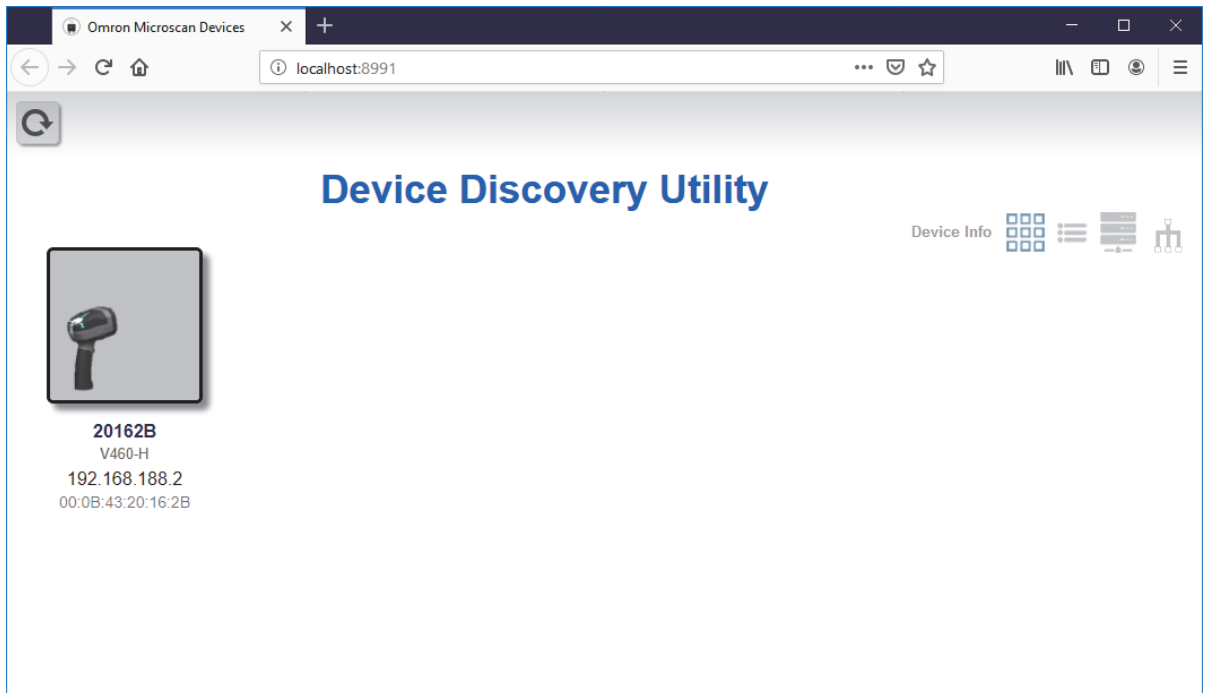 Omron Microscan Devices
localhost:8991
Device Discovery Utility
Device Info
20162B
V460-H
192.168.188.2
00:0B:43:20:16:2B